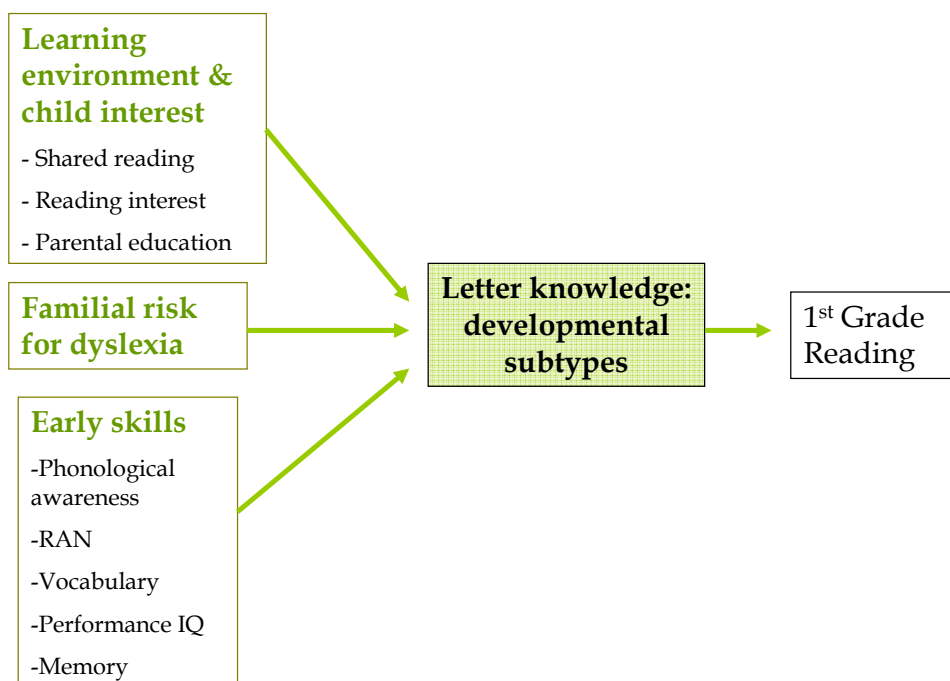 Learning
environment &
child interest
- Shared reading
- Reading interest
- Parental education
Familial risk
for dyslexia
Early skills
-Phonological
awareness
-RAN
-Vocabulary
-Performance IQ
-Memory
Letter knowledge:
developmental
subtypes
1st Grade
Reading